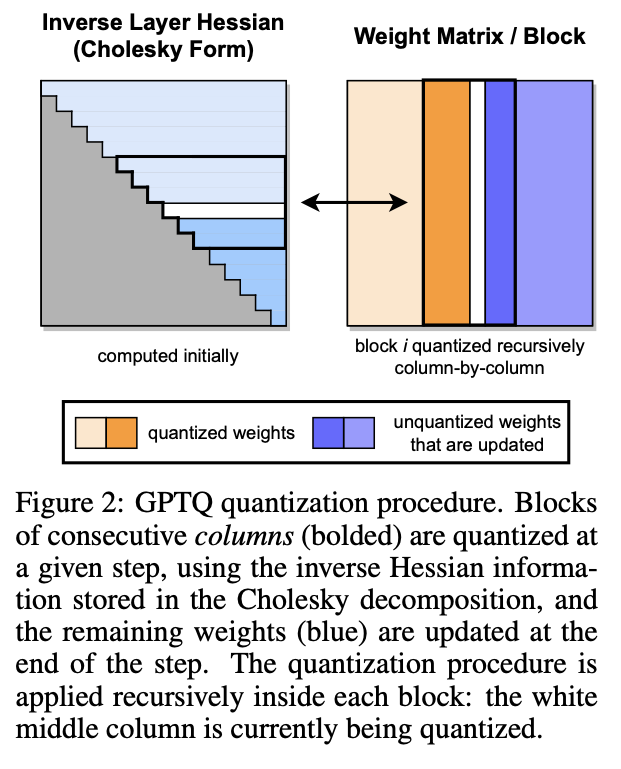 Inverse Layer Hessian
(Cholesky Form)
Weight Matrix / Block
computed initially
block i quantized recursively
column-by-column
quantized weights
unquantized weights
that are updated
Figure 2: GPTQ quantization procedure. Blocks
of consecutive columns (bolded) are quantized at
a given step, using the inverse Hessian informa-
tion stored in the Cholesky decomposition, and
the remaining weights (blue) are updated at the
end of the step. The quantization procedure is
applied recursively inside each block: the white
middle column is currently being quantized.